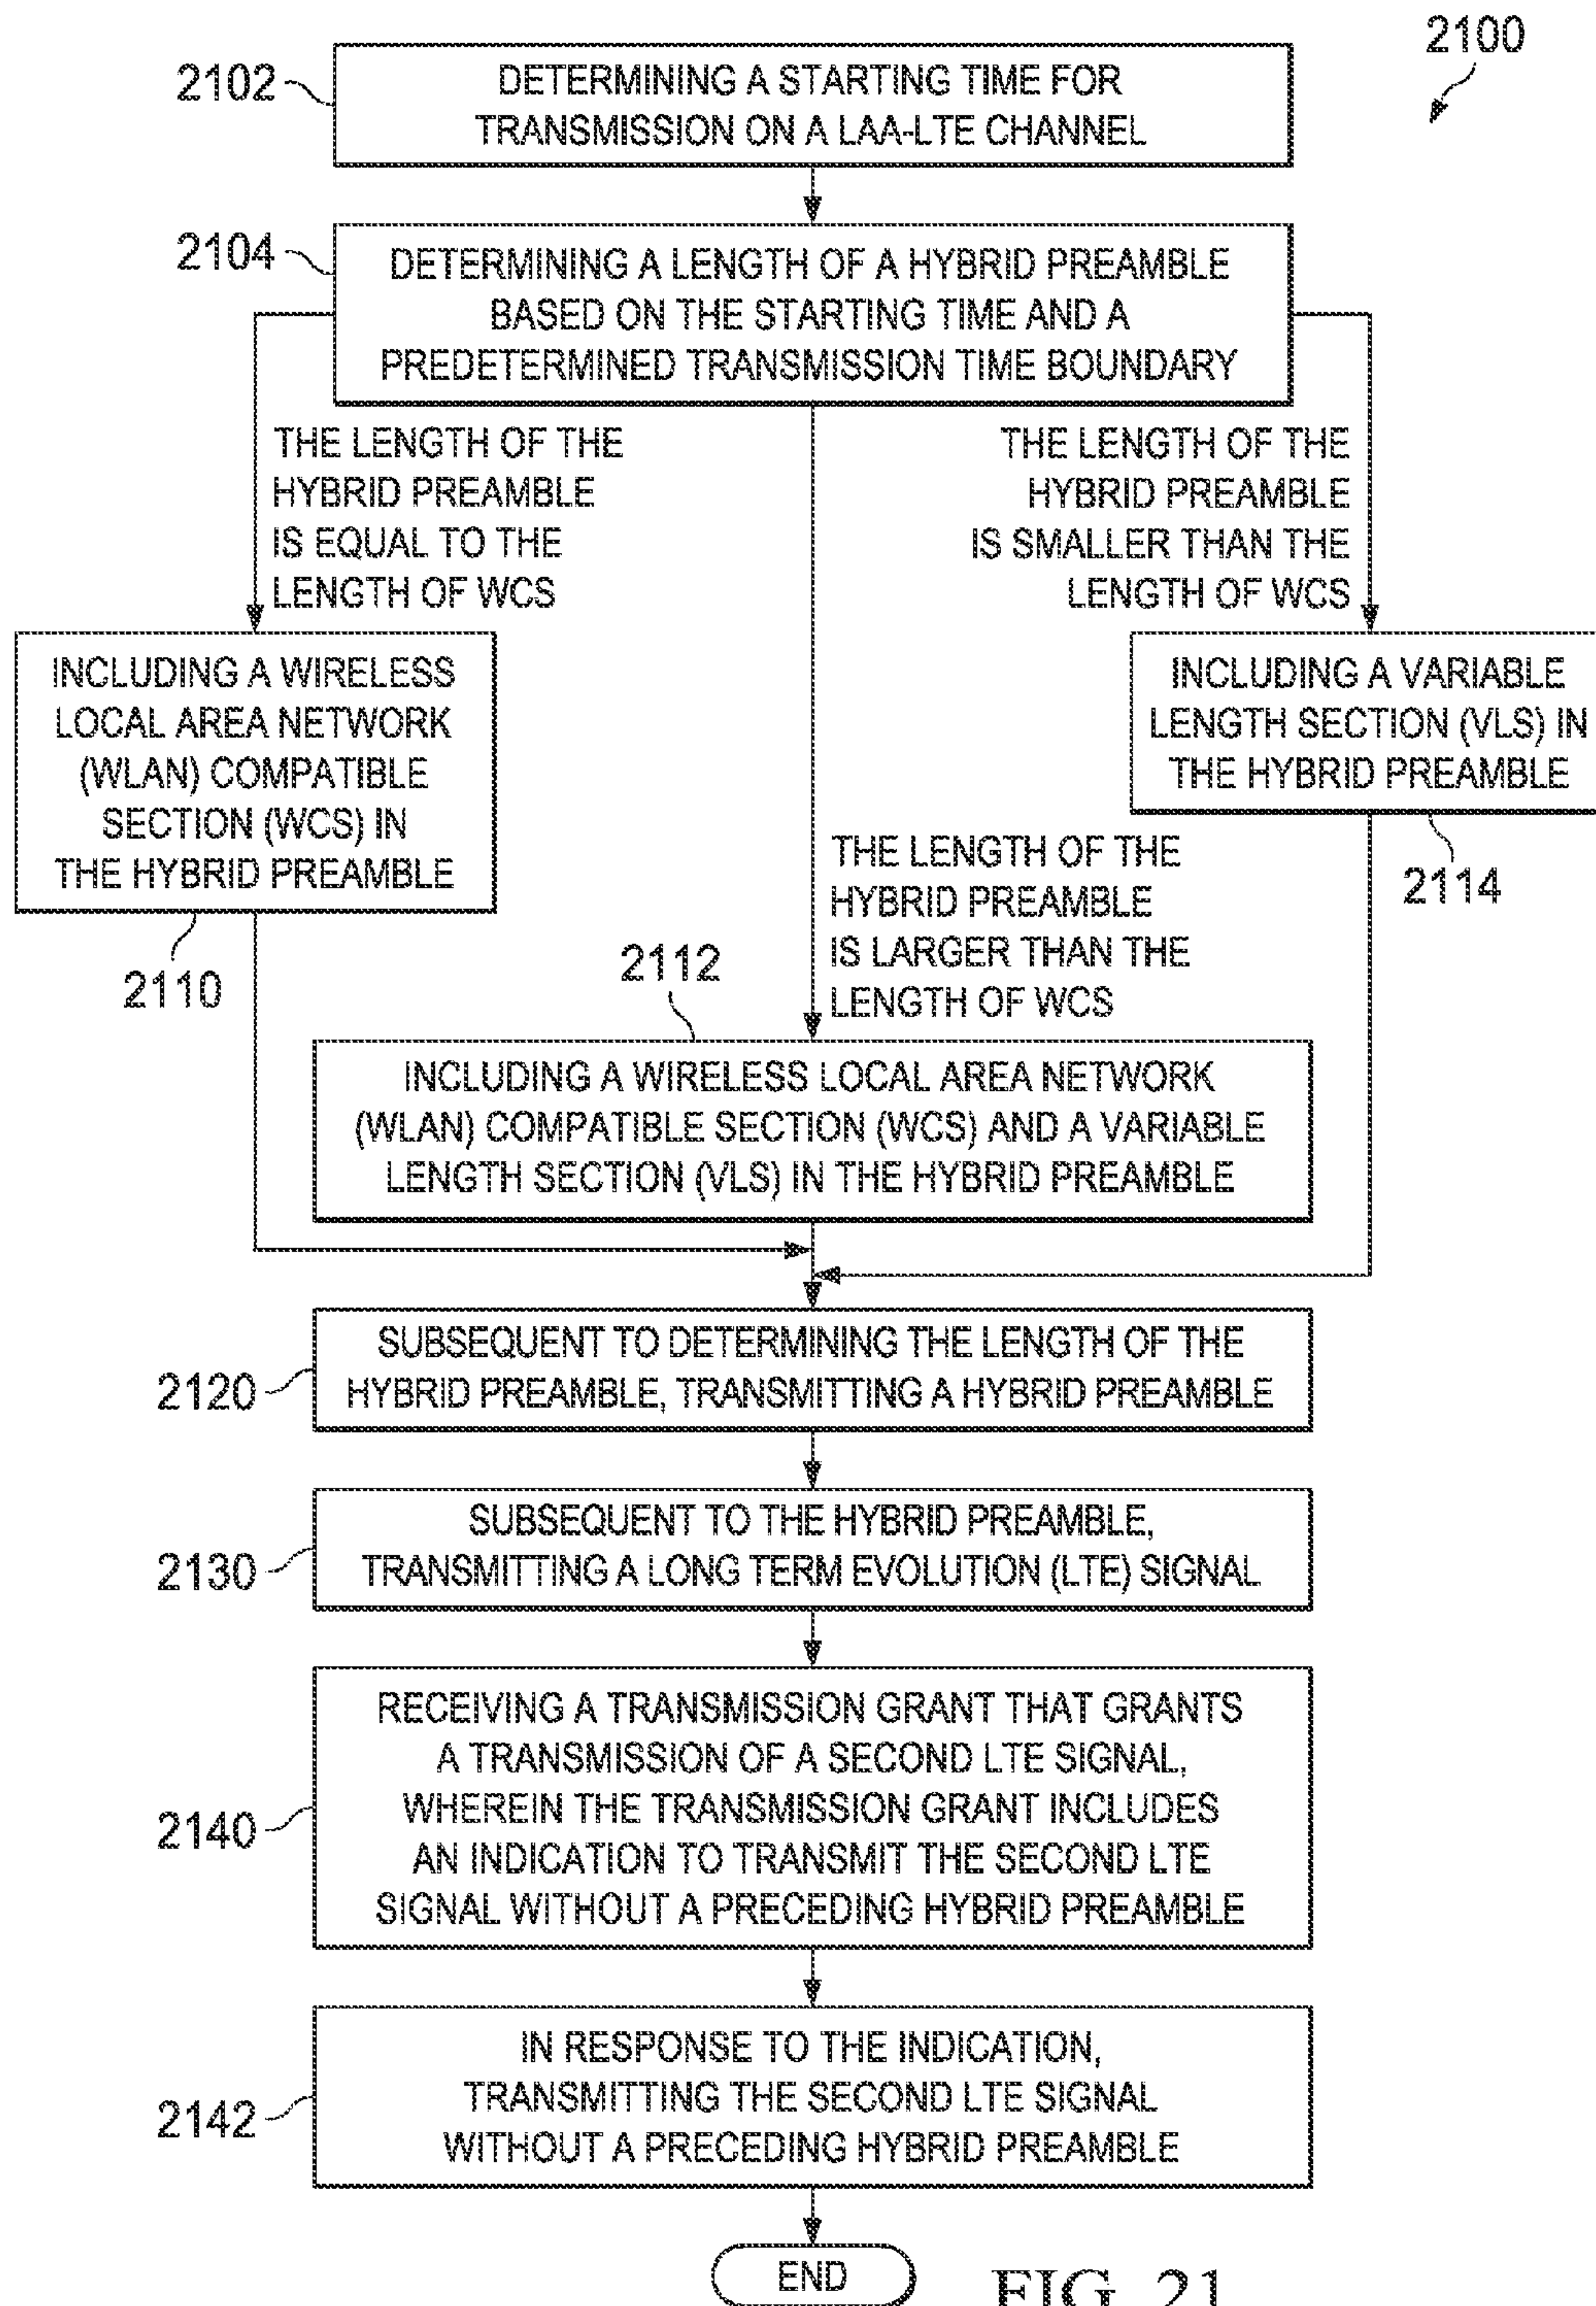 2100
2102
DETERMINING A STARTING TIME FOR
TRANSMISSION ON A LAA-LTE CHANNEL
2104
DETERMINING A LENGTH OF A HYBRID PREAMBLE
BASED ON THE STARTING TIME AND A
PREDETERMINED TRANSMISSION TIME BOUNDARY
THE LENGTH OF THE
HYBRID PREAMBLE
IS EQUAL TO THE
LENGTH OF WCS
THE LENGTH OF THE
HYBRID PREAMBLE
IS SMALLER THAN THE
LENGTH OF WCS
INCLUDING A WIRELESS
LOCAL AREA NETWORK
(WLAN) COMPATIBLE
SECTION (WCS) IN
THE HYBRID PREAMBLE
2110
INCLUDING A VARIABLE
LENGTH SECTION (VLS) IN
THE HYBRID PREAMBLE
2114
THE LENGTH OF THE
HYBRID PREAMBLE
IS LARGER THAN THE
LENGTH OF WCS
2112
INCLUDING A WIRELESS LOCAL AREA NETWORK
(WLAN) COMPATIBLE SECTION (WCS) AND A VARIABLE
LENGTH SECTION (VLS) IN THE HYBRID PREAMBLE
2120
SUBSEQUENT TO DETERMINING THE LENGTH OF THE
HYBRID PREAMBLE, TRANSMITTING A HYBRID PREAMBLE
2130
SUBSEQUENT TO THE HYBRID PREAMBLE,
TRANSMITTING A LONG TERM EVOLUTION (LTE) SIGNAL
2140
RECEIVING A TRANSMISSION GRANT THAT GRANTS
A TRANSMISSION OF A SECOND LTE SIGNAL,
WHEREIN THE TRANSMISSION GRANT INCLUDES
AN INDICATION TO TRANSMIT THE SECOND LTE
SIGNAL WITHOUT A PRECEDING HYBRID PREAMBLE
2142
IN RESPONSE TO THE INDICATION,
TRANSMITTING THE SECOND LTE SIGNAL
WITHOUT A PRECEDING HYBRID PREAMBLE
END
FIG. 21